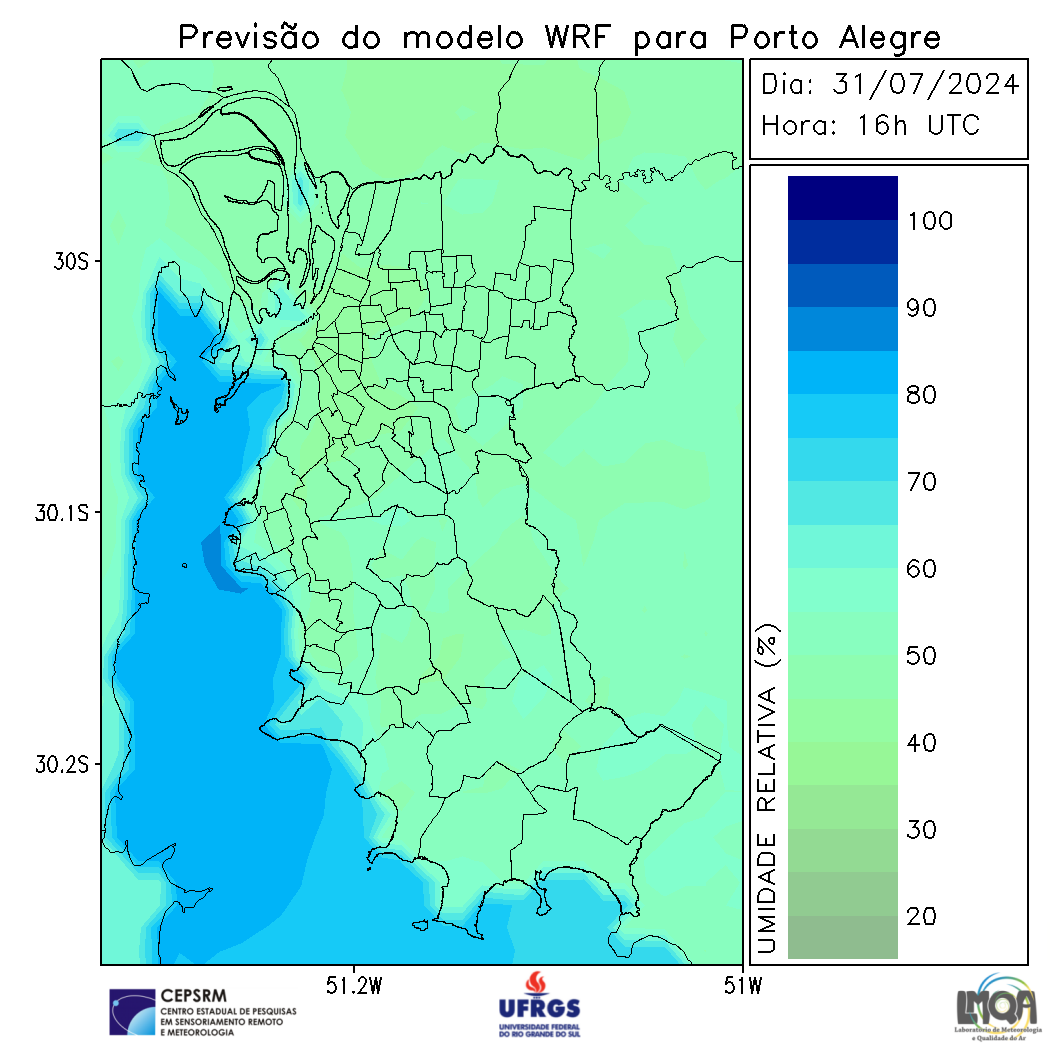 Previsão do modelo WRF para Porto Alegre
Dia: 31/07/2024
Hora: 16h UTC
30S
30.1S
30.2S
51.2W
51W
100
90
80
70
60
50
40
30
20
UMIDADE RELATIVA (%)
CEPSRM
CENTRO ESTADUAL DE PESQUISAS
EM SENSORIAMENTO REMOTO
E METEOROLOGIA
UFRGS
UNIVERSIDADE FEDERAL
DO RIO GRANDE DO SUL
LMQA
Laboratório de Meteorologia
e Qualidade do Ar